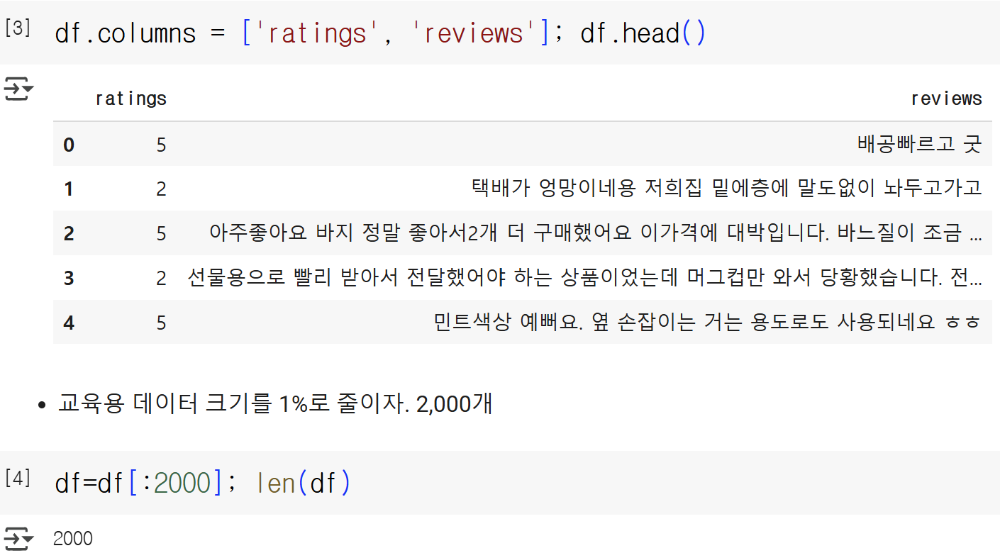 [3] df.columns = ['ratings', 'reviews']; df.head()
ratings reviews
0 5 배공빠르고 굿
1 2 택배가 엉망이네용 저희집 밑에층에 말도없이 놔두고가고
2 5 아주좋아요 바지 정말 좋아서2개 더 구매했어요 이가격에 대박입니다. 바느질이 조금 ...
3 2 선물용으로 빨리 받아서 전달했어야 하는 상품이었는데 머그컵만 와서 당황했습니다. 전...
4 5 민트색상 예뻐요. 옆 손잡이는 거는 용도로도 사용되네요 ㅎㅎ
• 교육용 데이터 크기를 1%로 줄이자. 2,000개
[4] df=df[:2000]; len(df)
2000